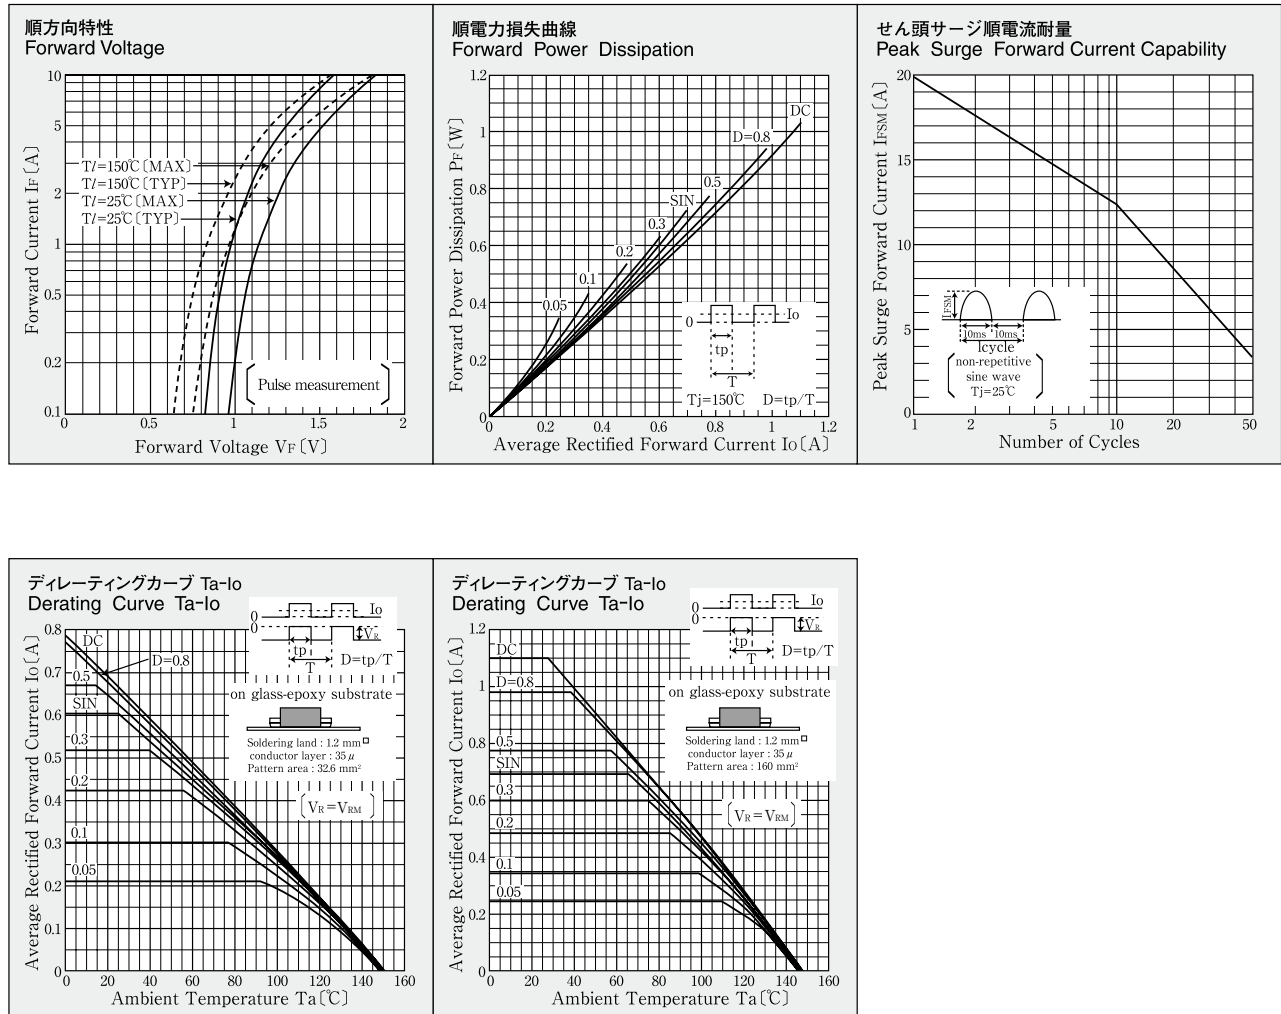 順方向特性
Forward Voltage
Forward Current IF〔A〕
10
5
2
1
0.5
0.2
0.1
Tl=150℃〔MAX〕
Tl=150℃〔TYP〕
Tl=25℃〔MAX〕
Tl=25℃〔TYP〕
〔Pulse measurement〕
0 0.5 1 1.5 2
Forward Voltage VF〔V〕
順電力損失曲線
Forward Power Dissipation
Forward Power Dissipation PF〔W〕
1.2
1
0.8
0.6
0.4
0.2
0
DC
D=0.8
0.5
SIN
0.3
0.2
0.1
0.05
0
Io
tp
T
Tj=150℃ D=tp/T
0 0.2 0.4 0.6 0.8 1 1.2
Average Rectified Forward Current Io〔A〕
せん頭サージ順電流耐量
Peak Surge Forward Current Capability
Peak Surge Forward Current IFSM〔A〕
20
15
10
5
0
IFSM
10ms 10ms
1cycle
non-repetitive
sine wave
Tj=25℃
1 2 5 10 20 50
Number of Cycles
ディレーティングカーブ Ta-Io
Derating Curve Ta-Io
Average Rectified Forward Current Io〔A〕
0.8
0.7
0.6
0.5
0.4
0.3
0.2
0.1
0
DC
D=0.8
0.5
SIN
0.3
0.2
0.1
0.05
0
Io
0
VR
tp
T
D=tp/T
on glass-epoxy substrate
Soldering land : 1.2 mm□
conductor layer : 35μ
Pattern area : 32.6 mm²
〔VR=VRM〕
0 20 40 60 80 100 120 140 160
Ambient Temperature Ta〔℃〕
ディレーティングカーブ Ta-Io
Derating Curve Ta-Io
Average Rectified Forward Current Io〔A〕
1.2
1
0.8
0.6
0.4
0.2
0
DC
D=0.8
0.5
SIN
0.3
0.2
0.1
0.05
0
Io
0
VR
tp
T
D=tp/T
on glass-epoxy substrate
Soldering land : 1.2 mm□
conductor layer : 35μ
Pattern area : 160 mm²
〔VR=VRM〕
0 20 40 60 80 100 120 140 160
Ambient Temperature Ta〔℃〕